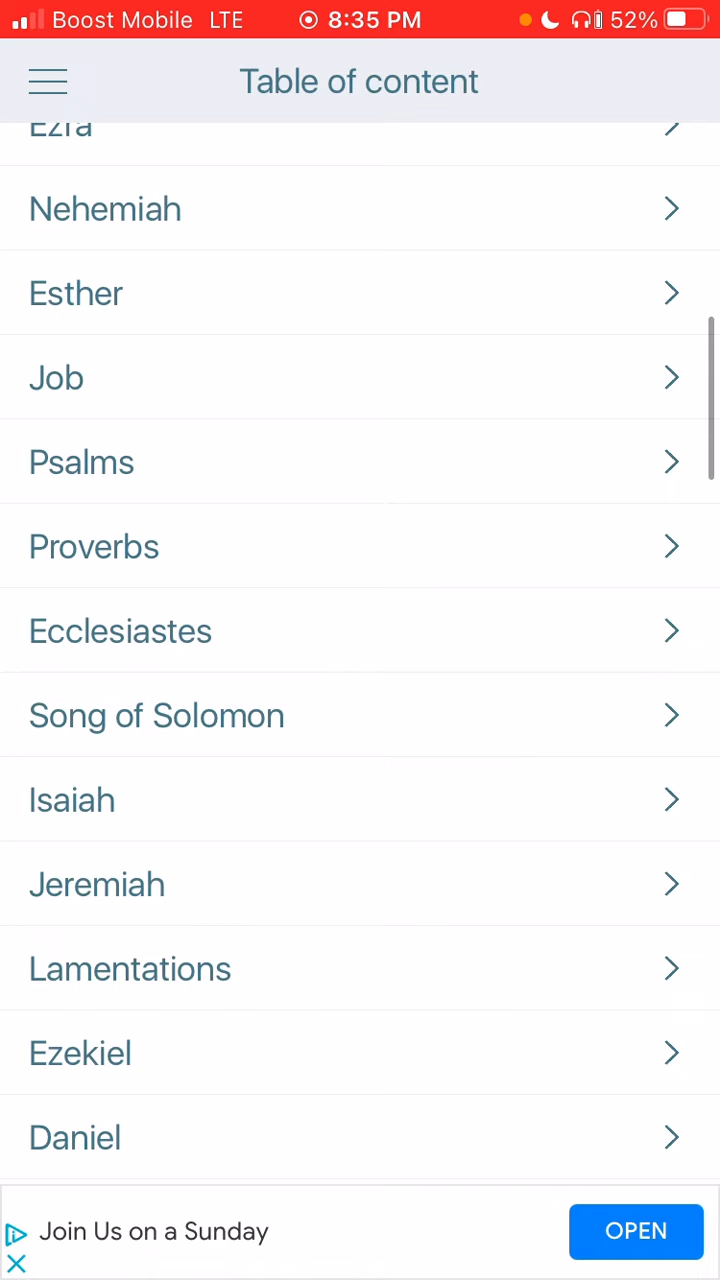 Boost Mobile LTE 8:35 PM 52%
Table of content
Ezra
Nehemiah
Esther
Job
Psalms
Proverbs
Ecclesiastes
Song of Solomon
Isaiah
Jeremiah
Lamentations
Ezekiel
Daniel
Join Us on a Sunday
OPEN